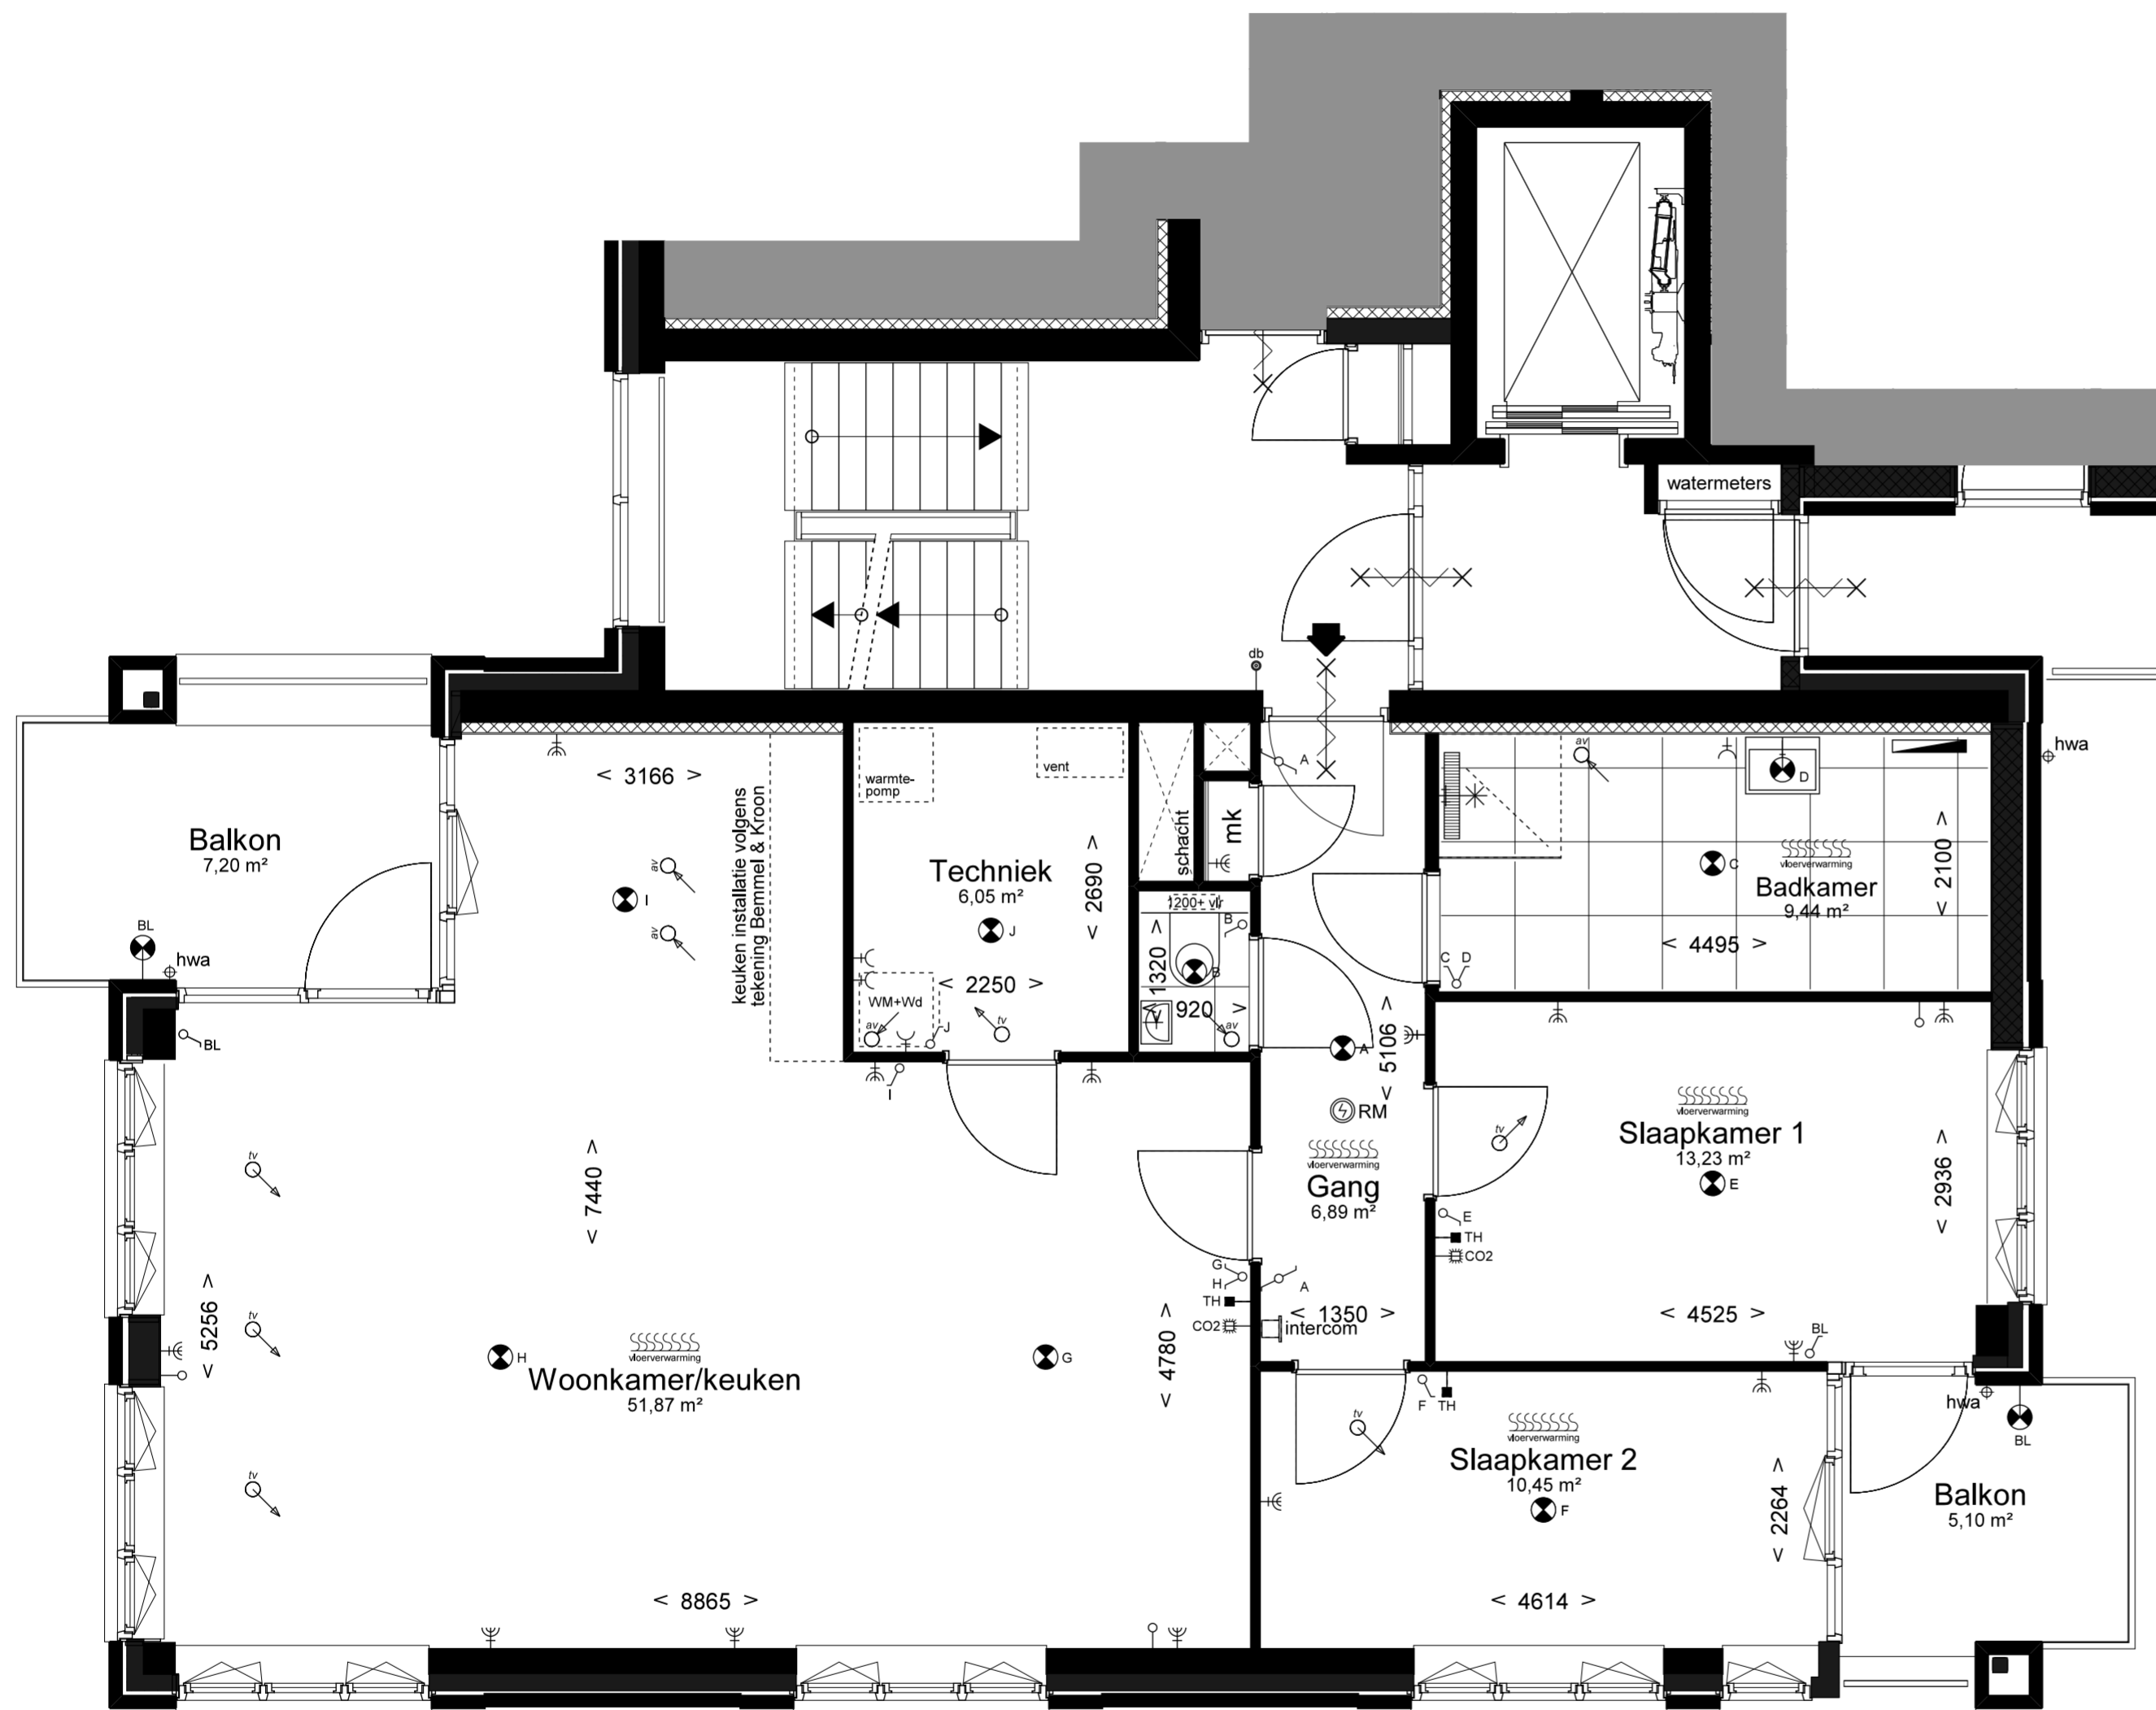 watermeters
db
hwa
< 3166 >
warmte-
pomp
vent
A
av
D
keuken installatie volgens
tekening Bemmel & Kroon
schacht
mk
Balkon
7,20 m²
av
I
av
Techniek
6,05 m²
J
< 2690 >
vloerverwarming
C
Badkamer
9,44 m²
< 2100 >
< 4495 >
1200+ vlr
B
B
< 1320 >
920 >
av
BL
hwa
BL
< 2250 >
WM+Wd
av
J
tv
I
C D
A
< 5106 >
RM
vloerverwarming
Gang
6,89 m²
vloerverwarming
Slaapkamer 1
13,23 m²
E
tv
< 2936 >
E
TH
CO2
< 4525 >
BL
tv
< 7440 >
tv
< 5256 >
tv
G
H
TH
CO2
A
< 1350 >
intercom
< 4780 >
H
vloerverwarming
Woonkamer/keuken
51,87 m²
G
< 8865 >
F TH
tv
vloerverwarming
Slaapkamer 2
10,45 m²
F
< 2264 >
< 4614 >
hwa
BL
Balkon
5,10 m²